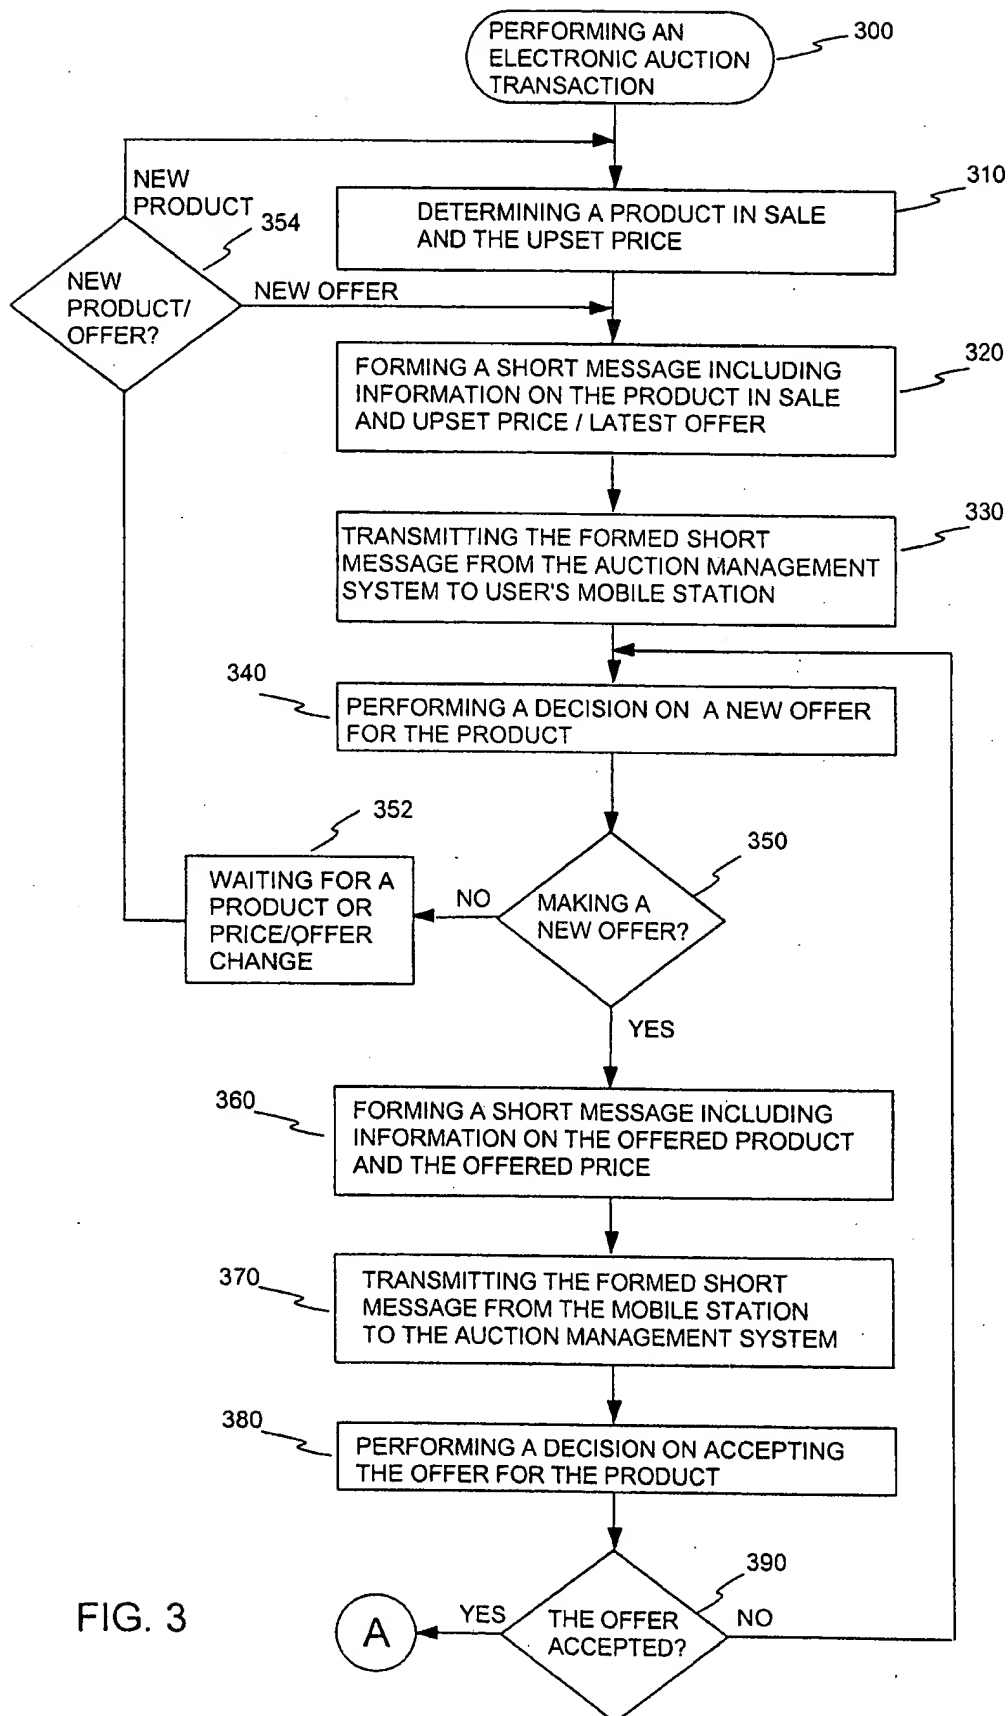 PERFORMING AN
ELECTRONIC AUCTION
TRANSACTION
300
NEW
PRODUCT
354
310
DETERMINING A PRODUCT IN SALE
AND THE UPSET PRICE
NEW
PRODUCT/
OFFER?
NEW OFFER
320
FORMING A SHORT MESSAGE INCLUDING
INFORMATION ON THE PRODUCT IN SALE
AND UPSET PRICE / LATEST OFFER
330
TRANSMITTING THE FORMED SHORT
MESSAGE FROM THE AUCTION MANAGEMENT
SYSTEM TO USER'S MOBILE STATION
340
PERFORMING A DECISION ON A NEW OFFER
FOR THE PRODUCT
352
WAITING FOR A
PRODUCT OR
PRICE/OFFER
CHANGE
NO
350
MAKING A
NEW OFFER?
YES
360
FORMING A SHORT MESSAGE INCLUDING
INFORMATION ON THE OFFERED PRODUCT
AND THE OFFERED PRICE
370
TRANSMITTING THE FORMED SHORT
MESSAGE FROM THE MOBILE STATION
TO THE AUCTION MANAGEMENT SYSTEM
380
PERFORMING A DECISION ON ACCEPTING
THE OFFER FOR THE PRODUCT
390
THE OFFER
ACCEPTED?
YES
NO
A
FIG. 3